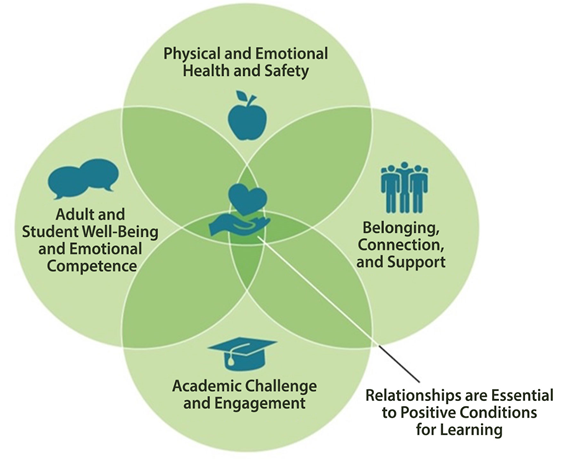 Physical and Emotional
Health and Safety
Adult and
Student Well-Being
and Emotional
Competence
Belonging,
Connection,
and Support
Academic Challenge
and Engagement
Relationships are Essential
to Positive Conditions
for Learning